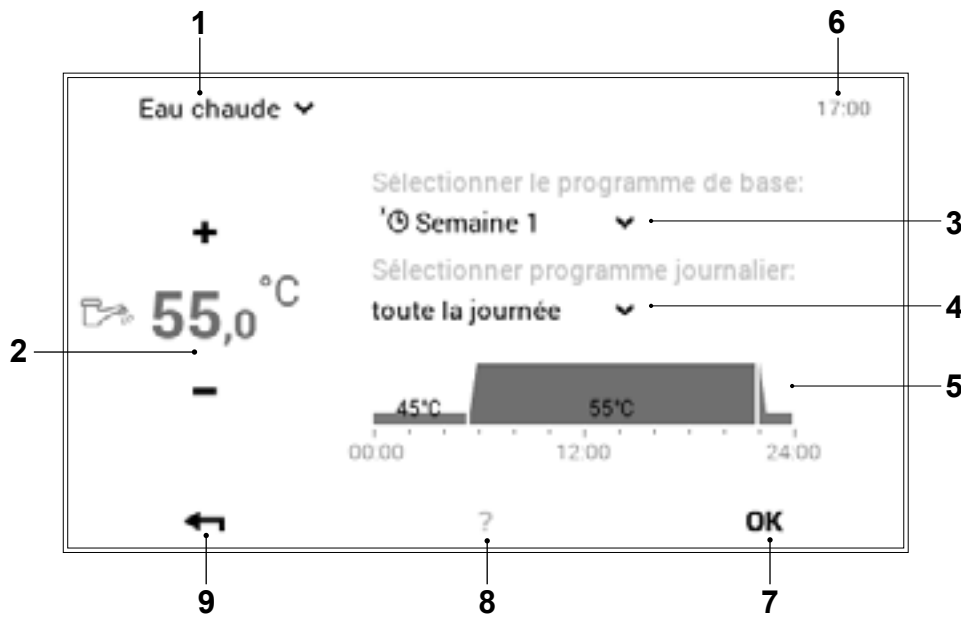 1 6
Eau chaude 17:00
Sélectionner le programme de base:
Semaine 1 3
Sélectionner programme journalier:
toute la journée 4
55,0 °C
2
5
45°C 55°C
00:00 12:00 24:00
? OK
9 8 7